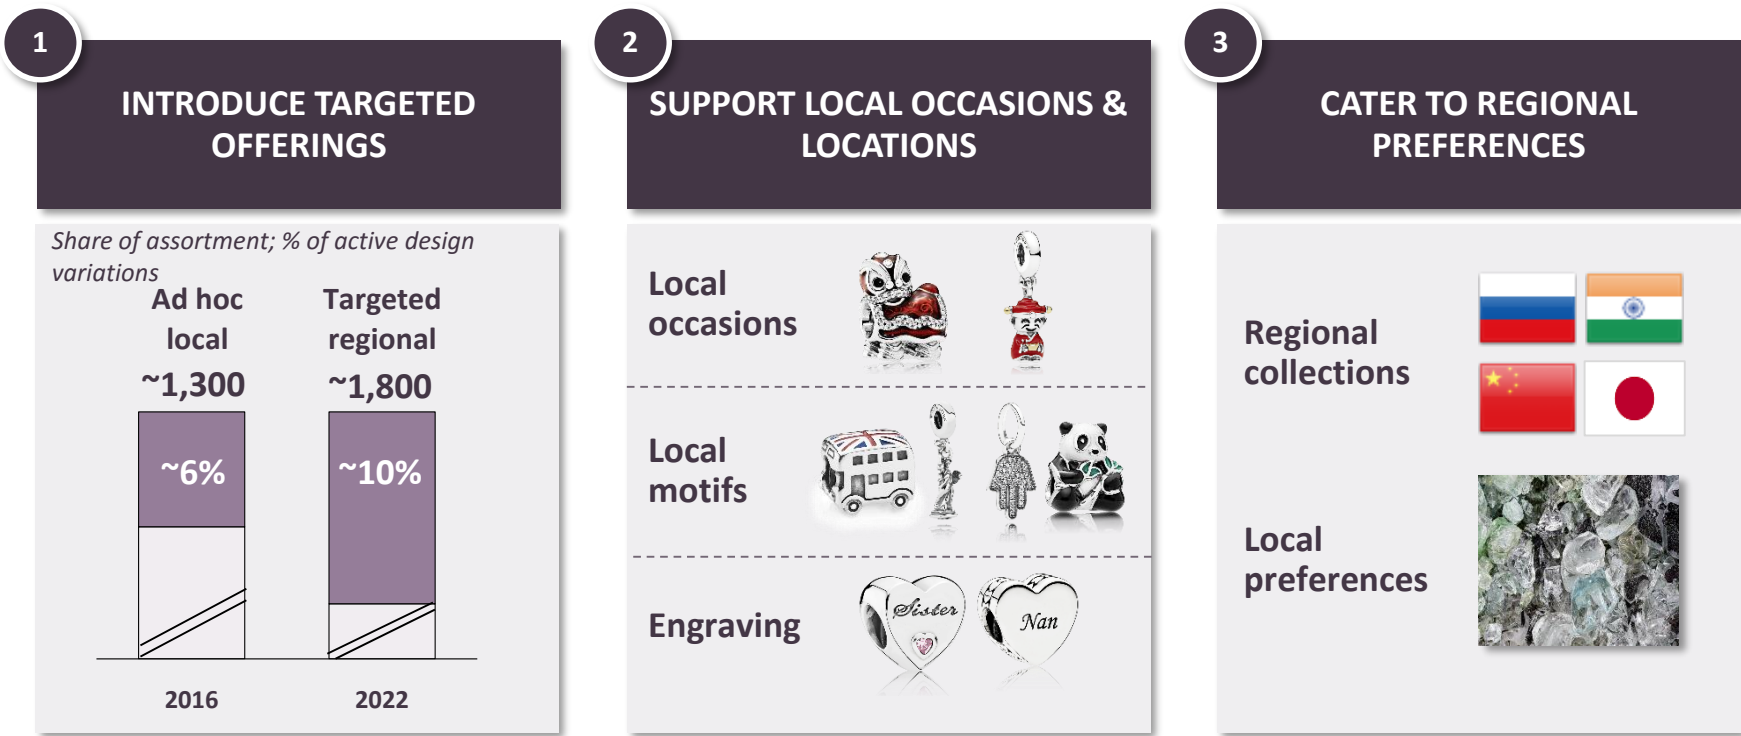 1
INTRODUCE TARGETED
OFFERINGS
Share of assortment; % of active design
variations
Ad hoc
local
~1,300
Targeted
regional
~1,800
~6%
~10%
2016
2022
2
SUPPORT LOCAL OCCASIONS &
LOCATIONS
Local
occasions
Local
motifs
Engraving
Sister
Nan
3
CATER TO REGIONAL
PREFERENCES
Regional
collections
Local
preferences